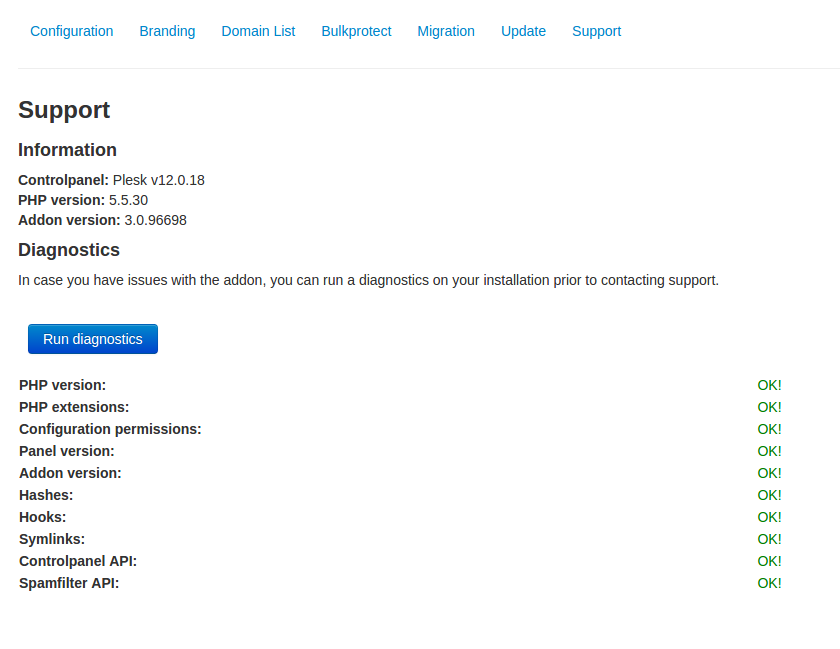 Configuration Branding Domain List Bulkprotect Migration Update Support
Support
Information
Controlpanel: Plesk v12.0.18
PHP version: 5.5.30
Addon version: 3.0.96698
Diagnostics
In case you have issues with the addon, you can run a diagnostics on your installation prior to contacting support.
Run diagnostics
PHP version: OK!
PHP extensions: OK!
Configuration permissions: OK!
Panel version: OK!
Addon version: OK!
Hashes: OK!
Hooks: OK!
Symlinks: OK!
Controlpanel API: OK!
Spamfilter API: OK!